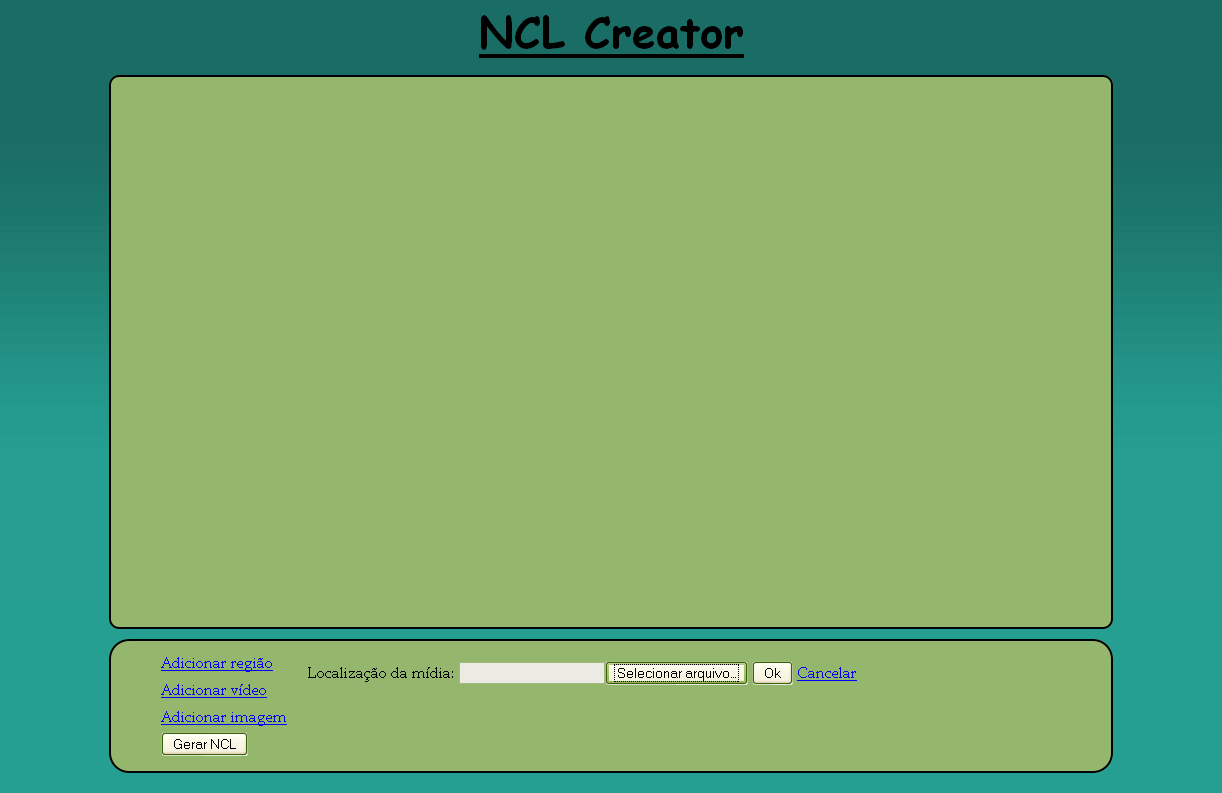 NCL Creator
Adicionar região
Localização da mídia: Selecionar arquivo... Ok Cancelar
Adicionar vídeo
Adicionar imagem
Gerar NCL